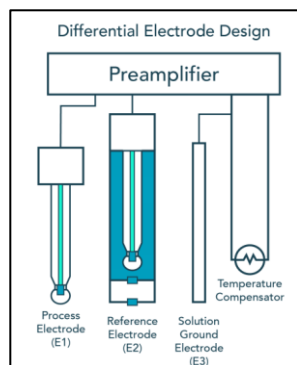 Differential Electrode Design
Preamplifier
Process
Electrode
(E1)
Reference
Electrode
(E2)
Solution
Ground
Electrode
(E3)
Temperature
Compensator